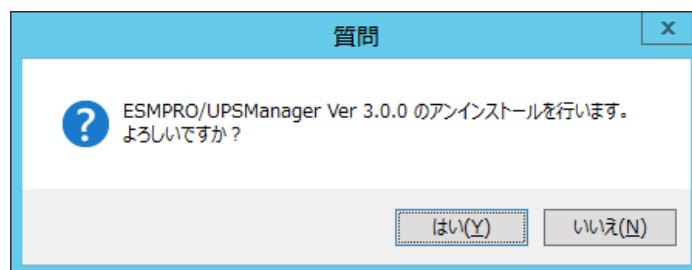 質問
x
?
ESMPRO/UPSManager Ver 3.0.0 のアンインストールを行います。
よろしいですか？
はい(Y)
いいえ(N)